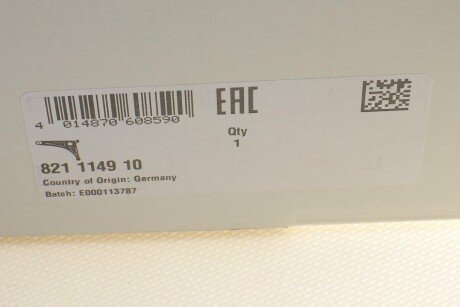 4 014870 608590
EAC
Qty
1
821 1149 10
Country of Origin: Germany
Batch: E000113787